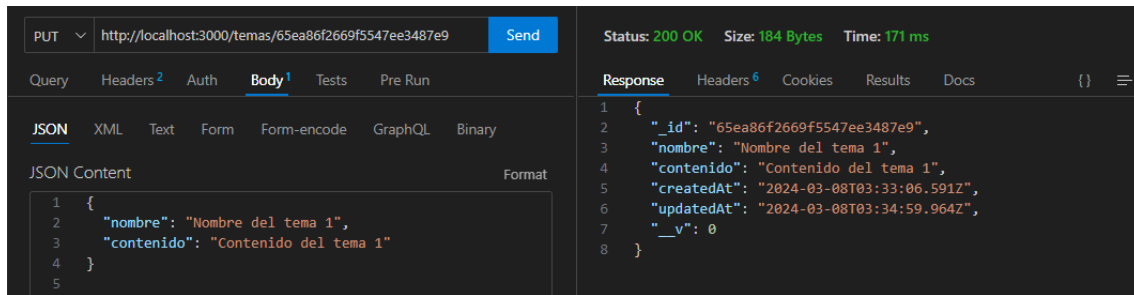 PUT http://localhost:3000/temas/65ea86f2669f5547ee3487e9 Send
Query Headers 2 Auth Body 1 Tests Pre Run
JSON XML Text Form Form-encode GraphQL Binary
JSON Content Format
1 {
2 "nombre": "Nombre del tema 1",
3 "contenido": "Contenido del tema 1"
4 }
5
Status: 200 OK Size: 184 Bytes Time: 171 ms
Response Headers 6 Cookies Results Docs {}
1 {
2 "_id": "65ea86f2669f5547ee3487e9",
3 "nombre": "Nombre del tema 1",
4 "contenido": "Contenido del tema 1",
5 "createdAt": "2024-03-08T03:33:06.591Z",
6 "updatedAt": "2024-03-08T03:34:59.964Z",
7 "__v": 0
8 }